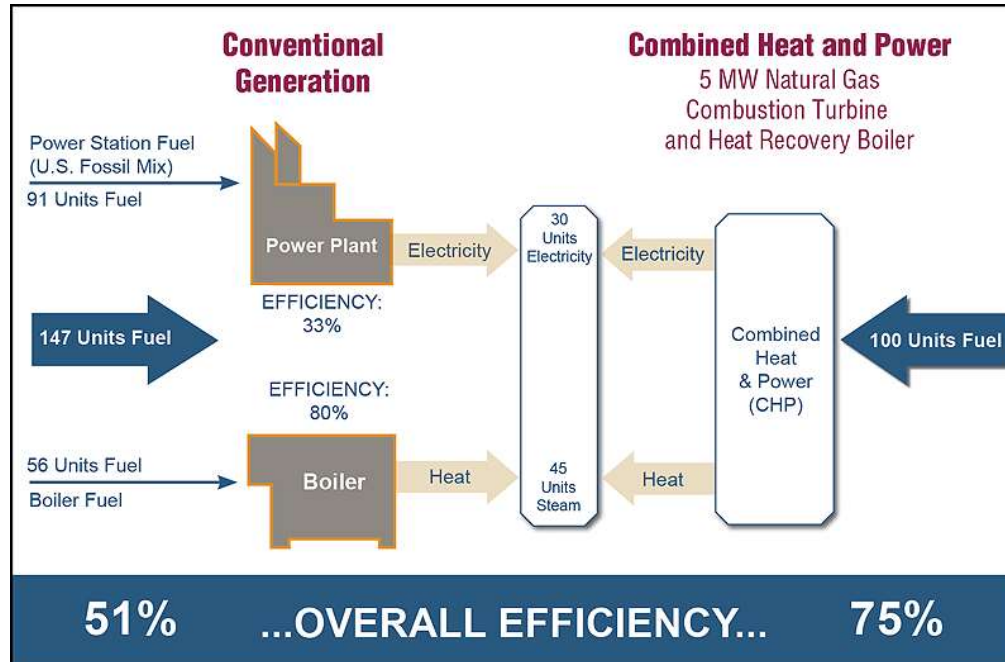 Conventional
Generation
Combined Heat and Power
5 MW Natural Gas
Combustion Turbine
and Heat Recovery Boiler
Power Station Fuel
(U.S. Fossil Mix)
91 Units Fuel
Power Plant
Electricity
30
Units
Electricity
Electricity
EFFICIENCY:
33%
147 Units Fuel
Combined
Heat
& Power
(CHP)
100 Units Fuel
EFFICIENCY:
80%
56 Units Fuel
Boiler Fuel
Boiler
Heat
45
Units
Steam
Heat
51% ...OVERALL EFFICIENCY... 75%